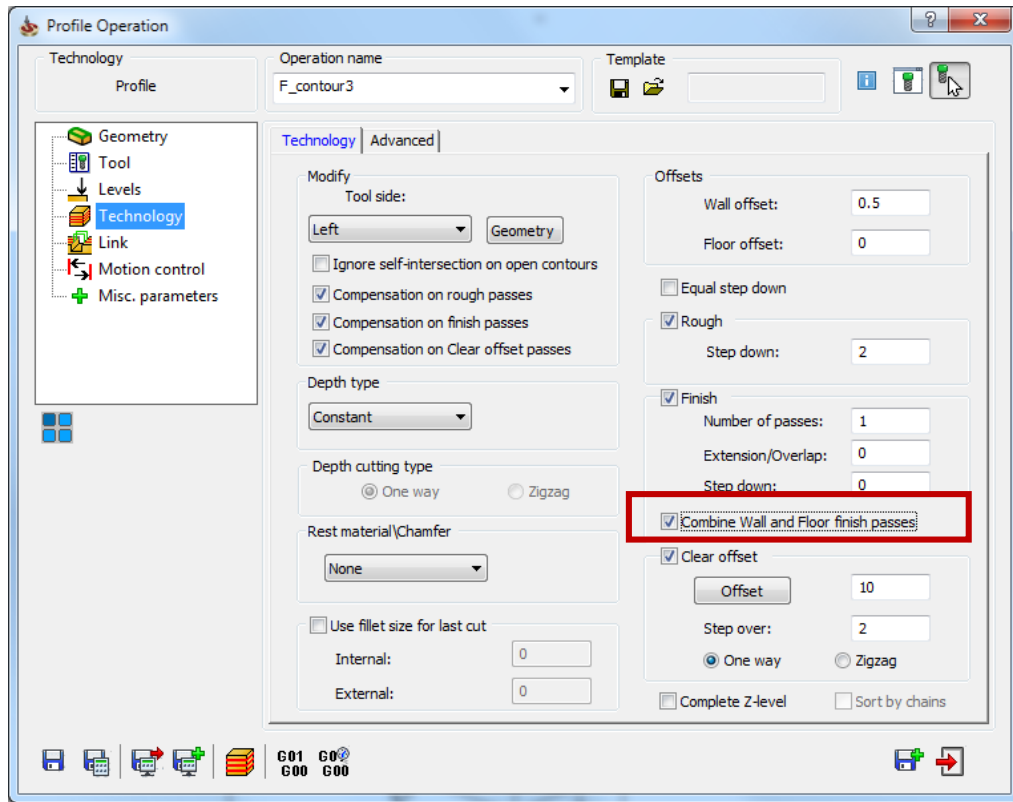 Profile Operation
Technology
Profile
Operation name
F_contour3
Template
Geometry
Tool
Levels
Technology
Link
Motion control
Misc. parameters
Technology
Advanced
Modify
Tool side:
Left
Geometry
Ignore self-intersection on open contours
Compensation on rough passes
Compensation on finish passes
Compensation on Clear offset passes
Depth type
Constant
Depth cutting type
One way
Zigzag
Rest material\Chamfer
None
Use fillet size for last cut
Internal:
0
External:
0
Offsets
Wall offset:
0.5
Floor offset:
0
Equal step down
Rough
Step down:
2
Finish
Number of passes:
1
Extension/Overlap:
0
Step down:
0
Combine Wall and Floor finish passes
Clear offset
Offset
10
Step over:
2
One way
Zigzag
Complete Z-level
Sort by chains
G01
G00
G0
G00